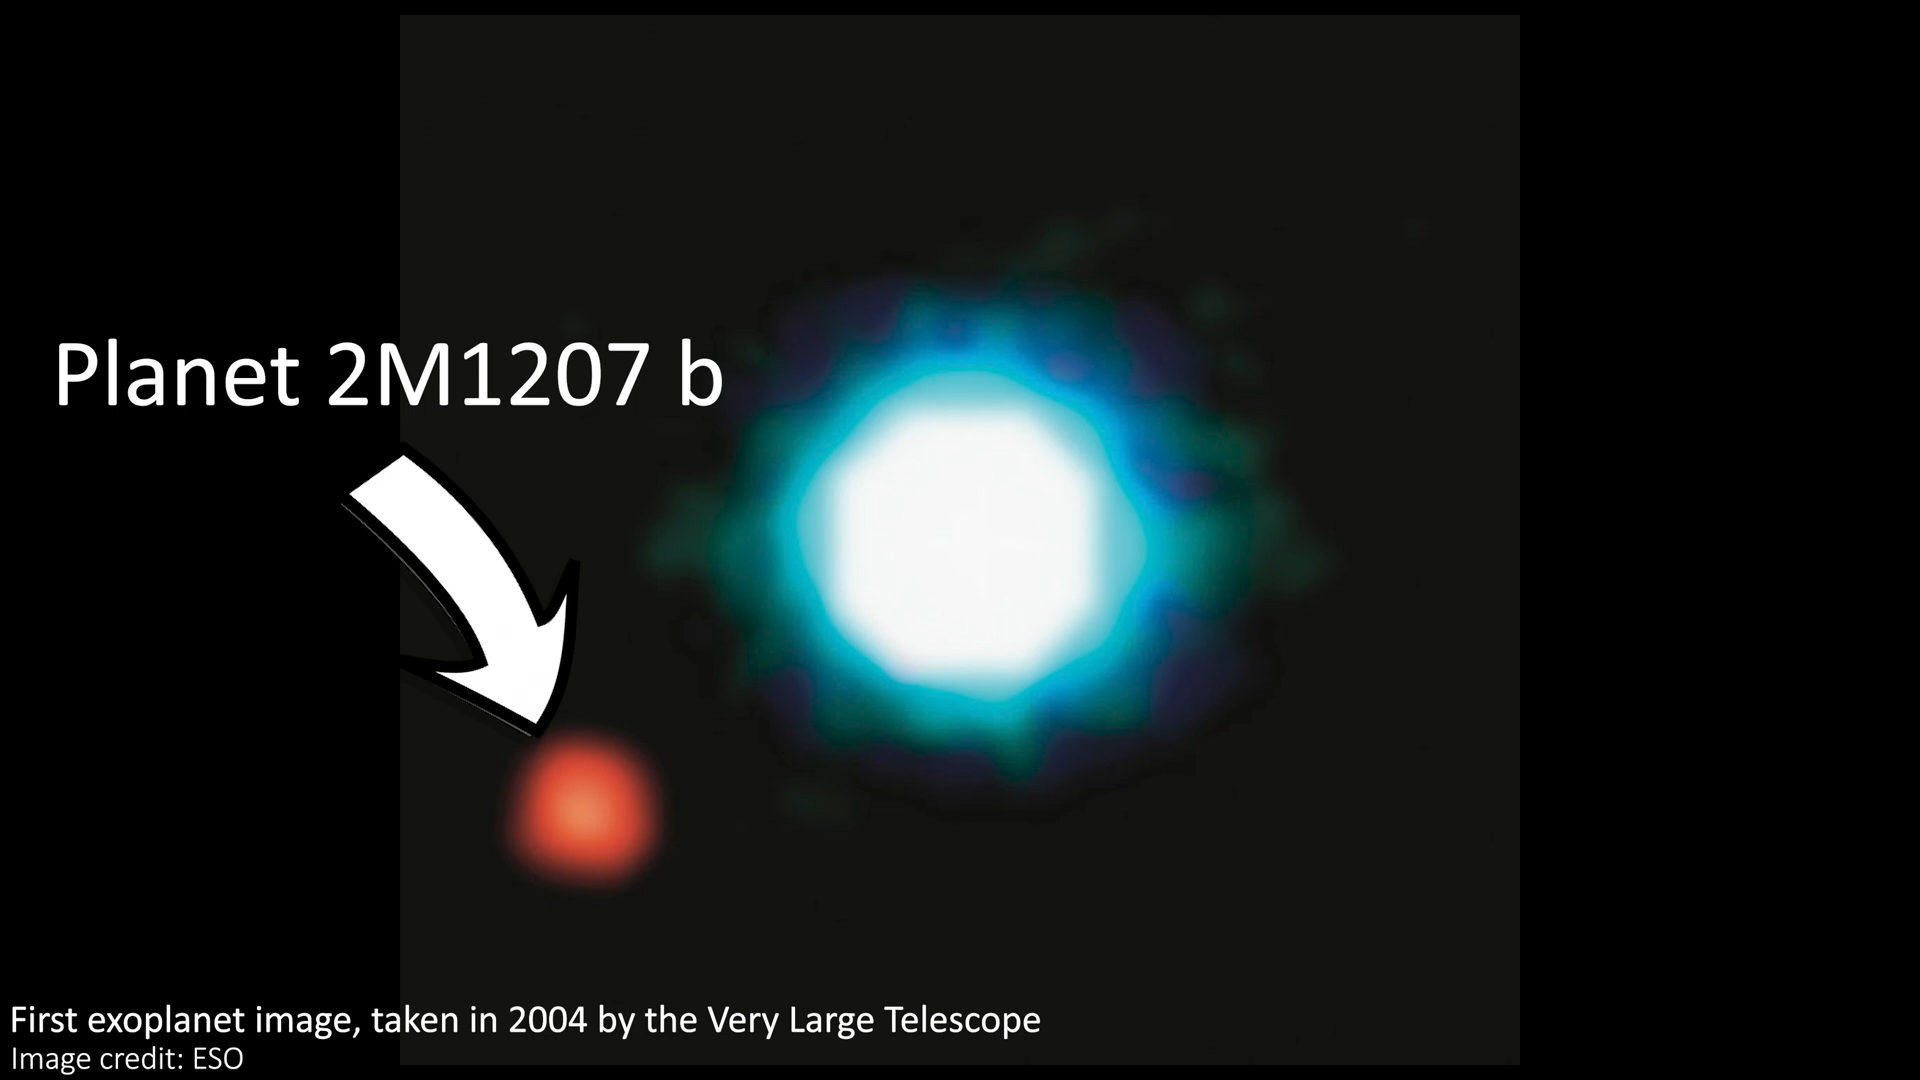 Planet 2M1207 b
First exoplanet image, taken in 2004 by the Very Large Telescope
Image credit: ESO